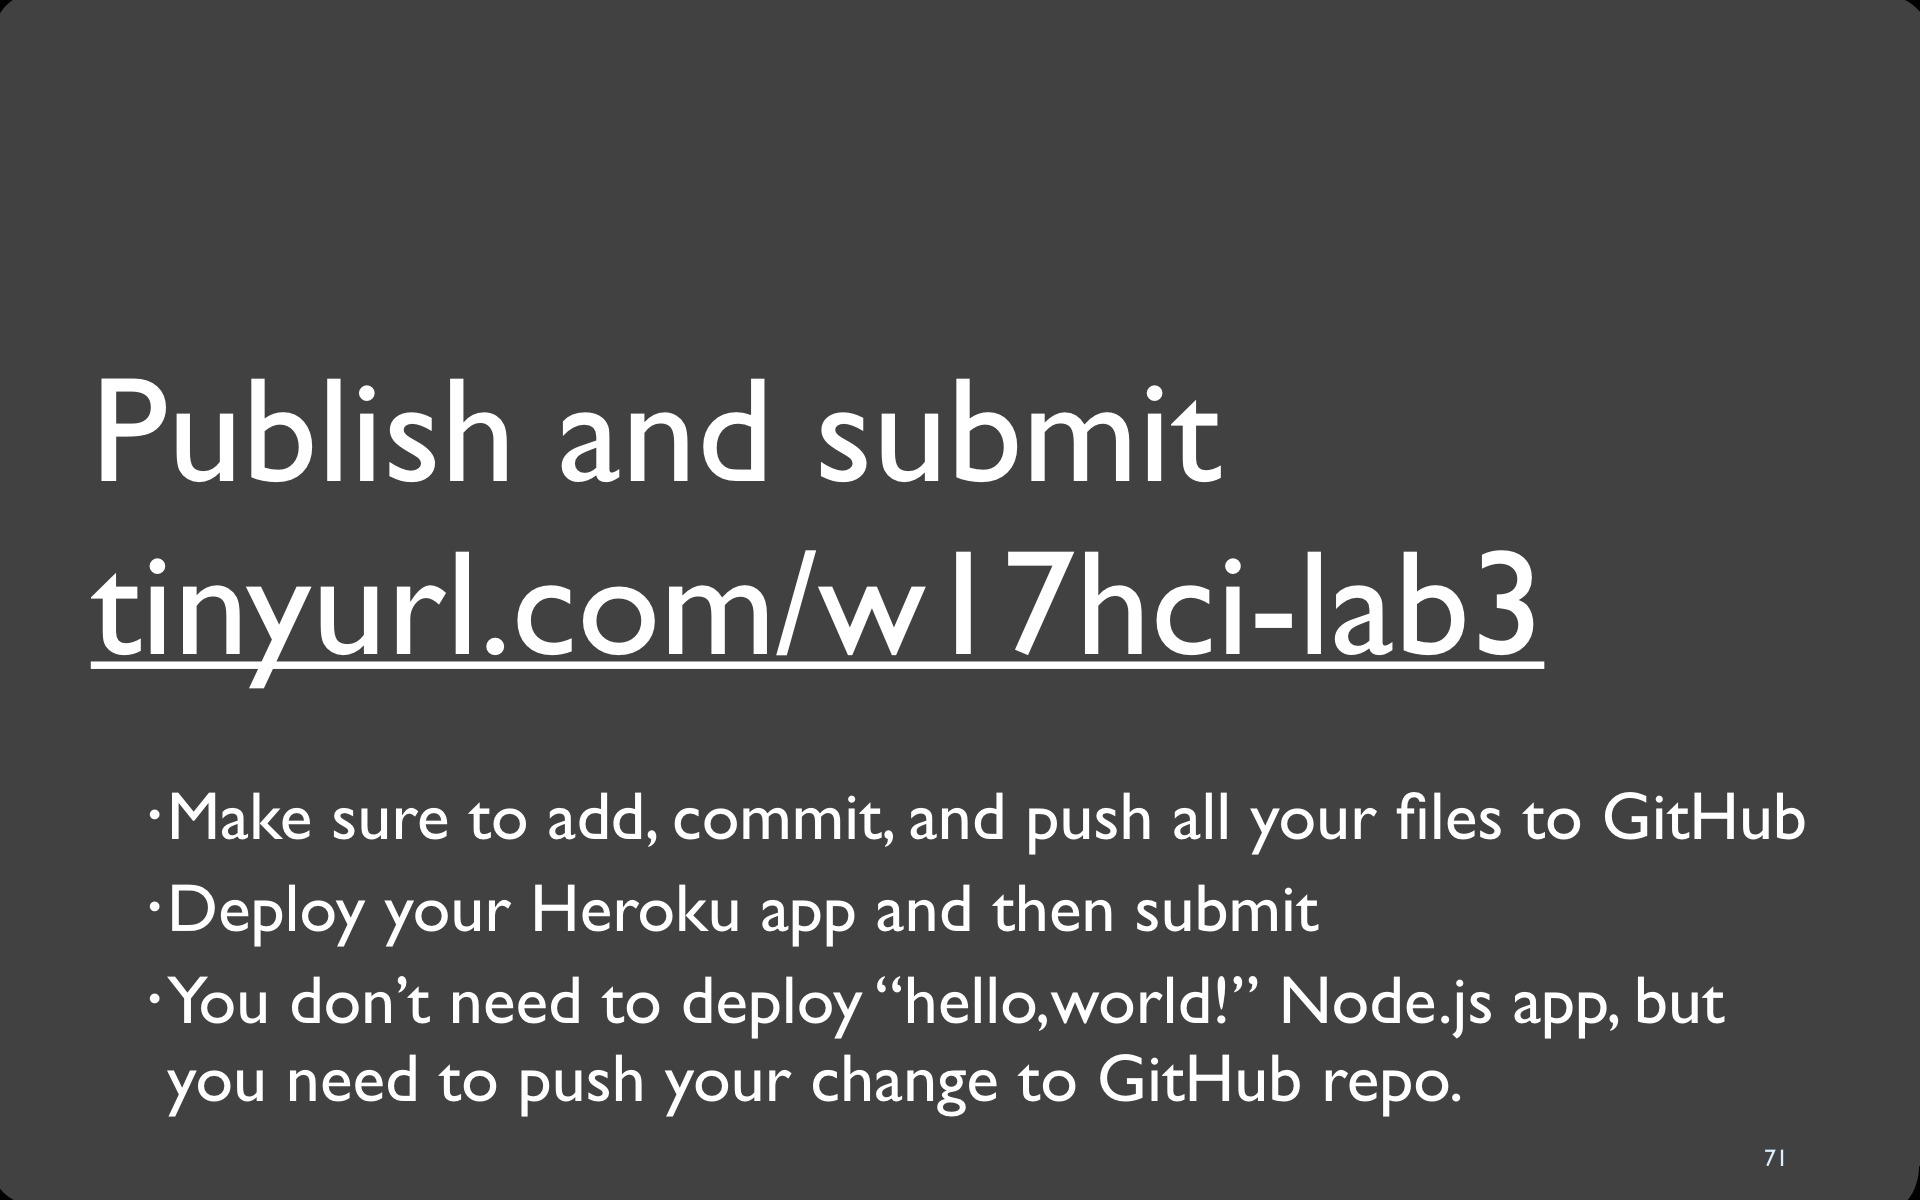 Publish and submit
tinyurl.com/w17hci-lab3
·Make sure to add, commit, and push all your files to GitHub
·Deploy your Heroku app and then submit
·You don’t need to deploy “hello,world!” Node.js app, but
you need to push your change to GitHub repo.
71